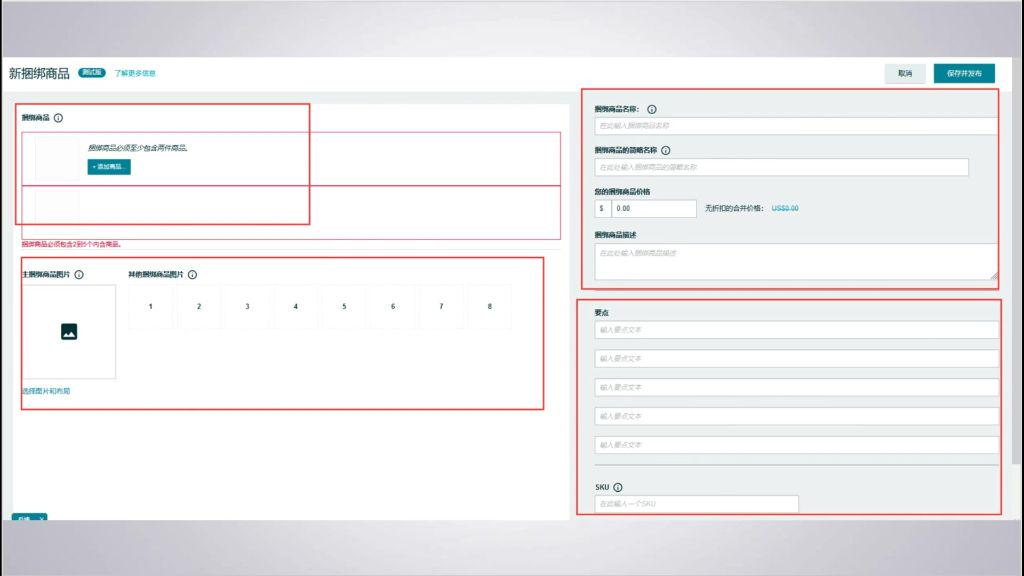 新捆绑商品 测试版 了解更多信息
取消 保存并发布
捆绑商品
捆绑商品必须至少包含两件商品。
+ 添加商品...
捆绑商品必须包含2到5个内含商品。
主捆绑商品图片 其他捆绑商品图片
1 2 3 4 5 6 7 8
选择图片和布局
捆绑商品名称：
在此输入捆绑商品名称
捆绑商品的简略名称
在此处输入捆绑商品的简略名称
您的捆绑商品价格
$ 0.00 无折扣的合并价格： US$0.00
捆绑商品描述
在此处输入捆绑商品描述
要点
输入要点文本
输入要点文本
输入要点文本
输入要点文本
输入要点文本
SKU
在此输入一个SKU